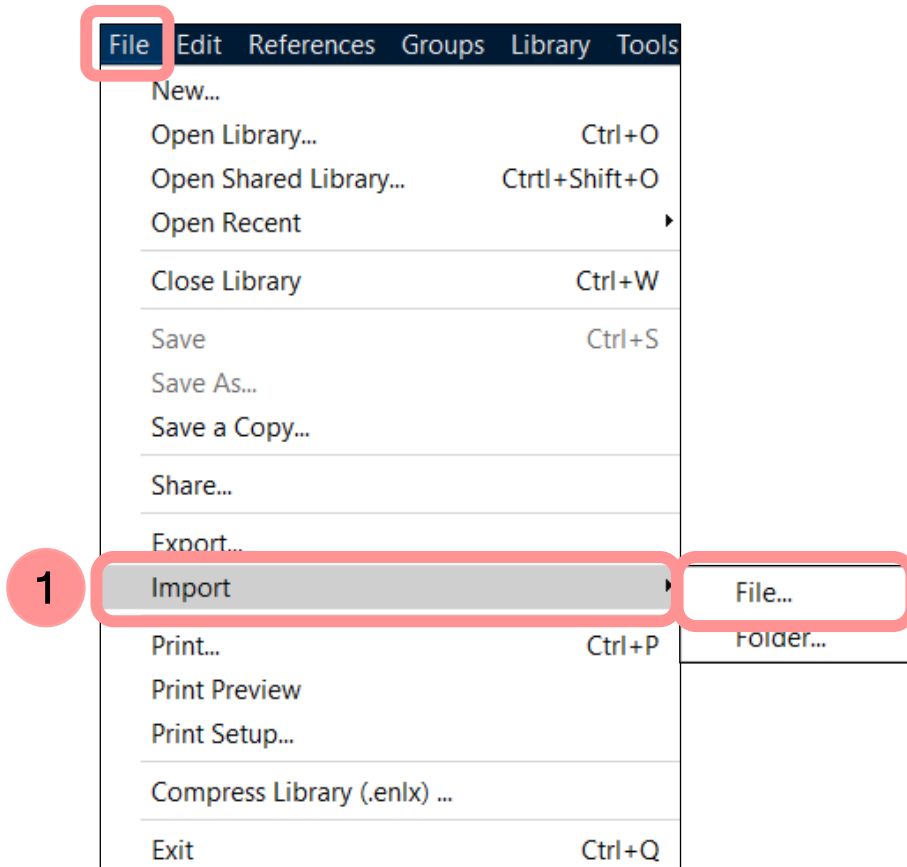 File Edit References Groups Library Tools
New...
Open Library... Ctrl+O
Open Shared Library... Ctrtl+Shift+O
Open Recent
Close Library Ctrl+W
Save Ctrl+S
Save As...
Save a Copy...
Share...
Export...
1 Import File...
Folder...
Print... Ctrl+P
Print Preview
Print Setup...
Compress Library (.enlx) ...
Exit Ctrl+Q